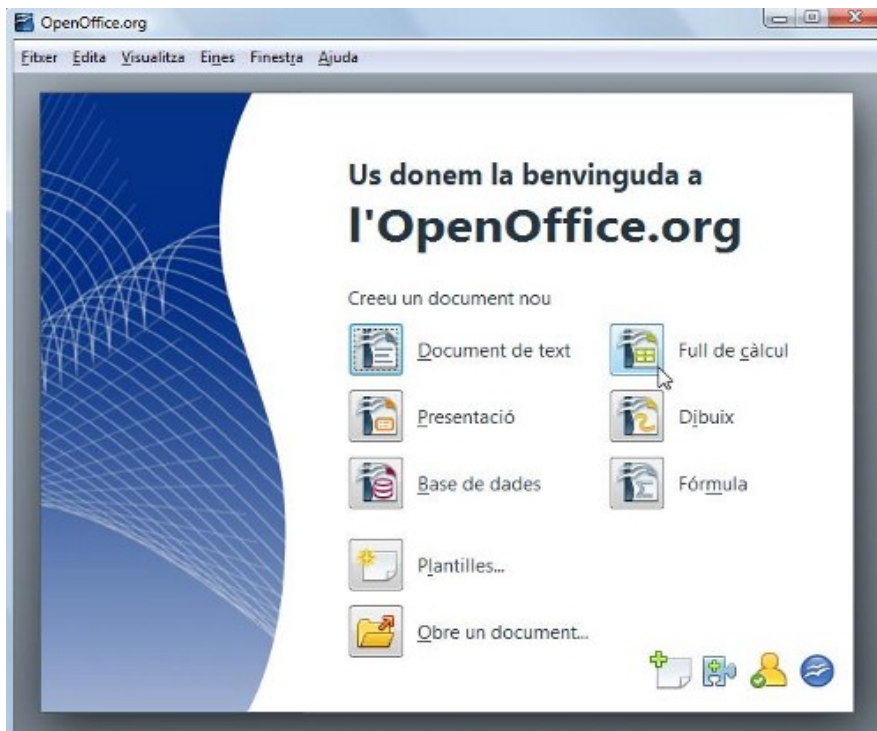 OpenOffice.org
Fitxer Edita Visualitza Eines Finestra Ajuda
Us donem la benvinguda a
l'OpenOffice.org
Creeu un document nou
Document de text Full de càlcul
Presentació Dibuix
Base de dades Fórmula
Plantilles...
Obre un document...